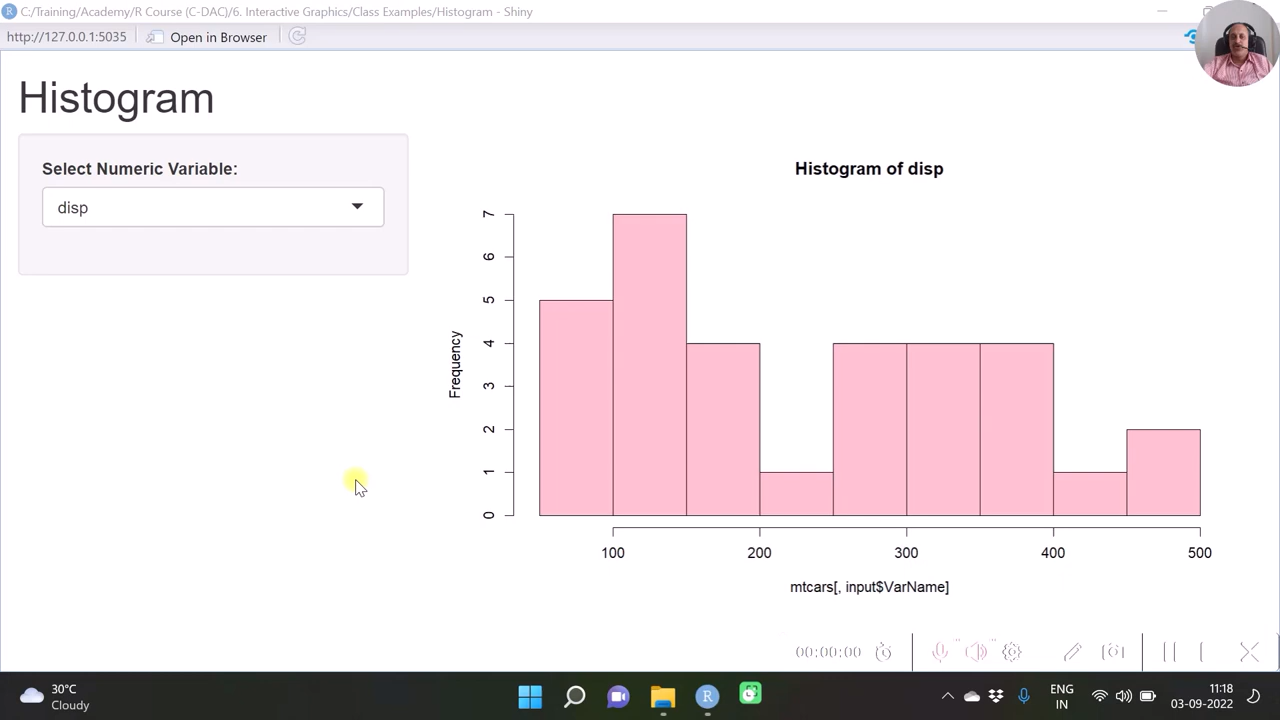 C:/Training/Academy/R Course (C-DAC)/6. Interactive Graphics/Class Examples/Histogram - Shiny
http://127.0.0.1:5035
Open in Browser
Histogram
Select Numeric Variable:
disp
Histogram of disp
Frequency
7
6
5
4
3
2
1
0
100 200 300 400 500
mtcars[, input$VarName]
00:00:00
30°C
Cloudy
ENG
IN
11:18
03-09-2022